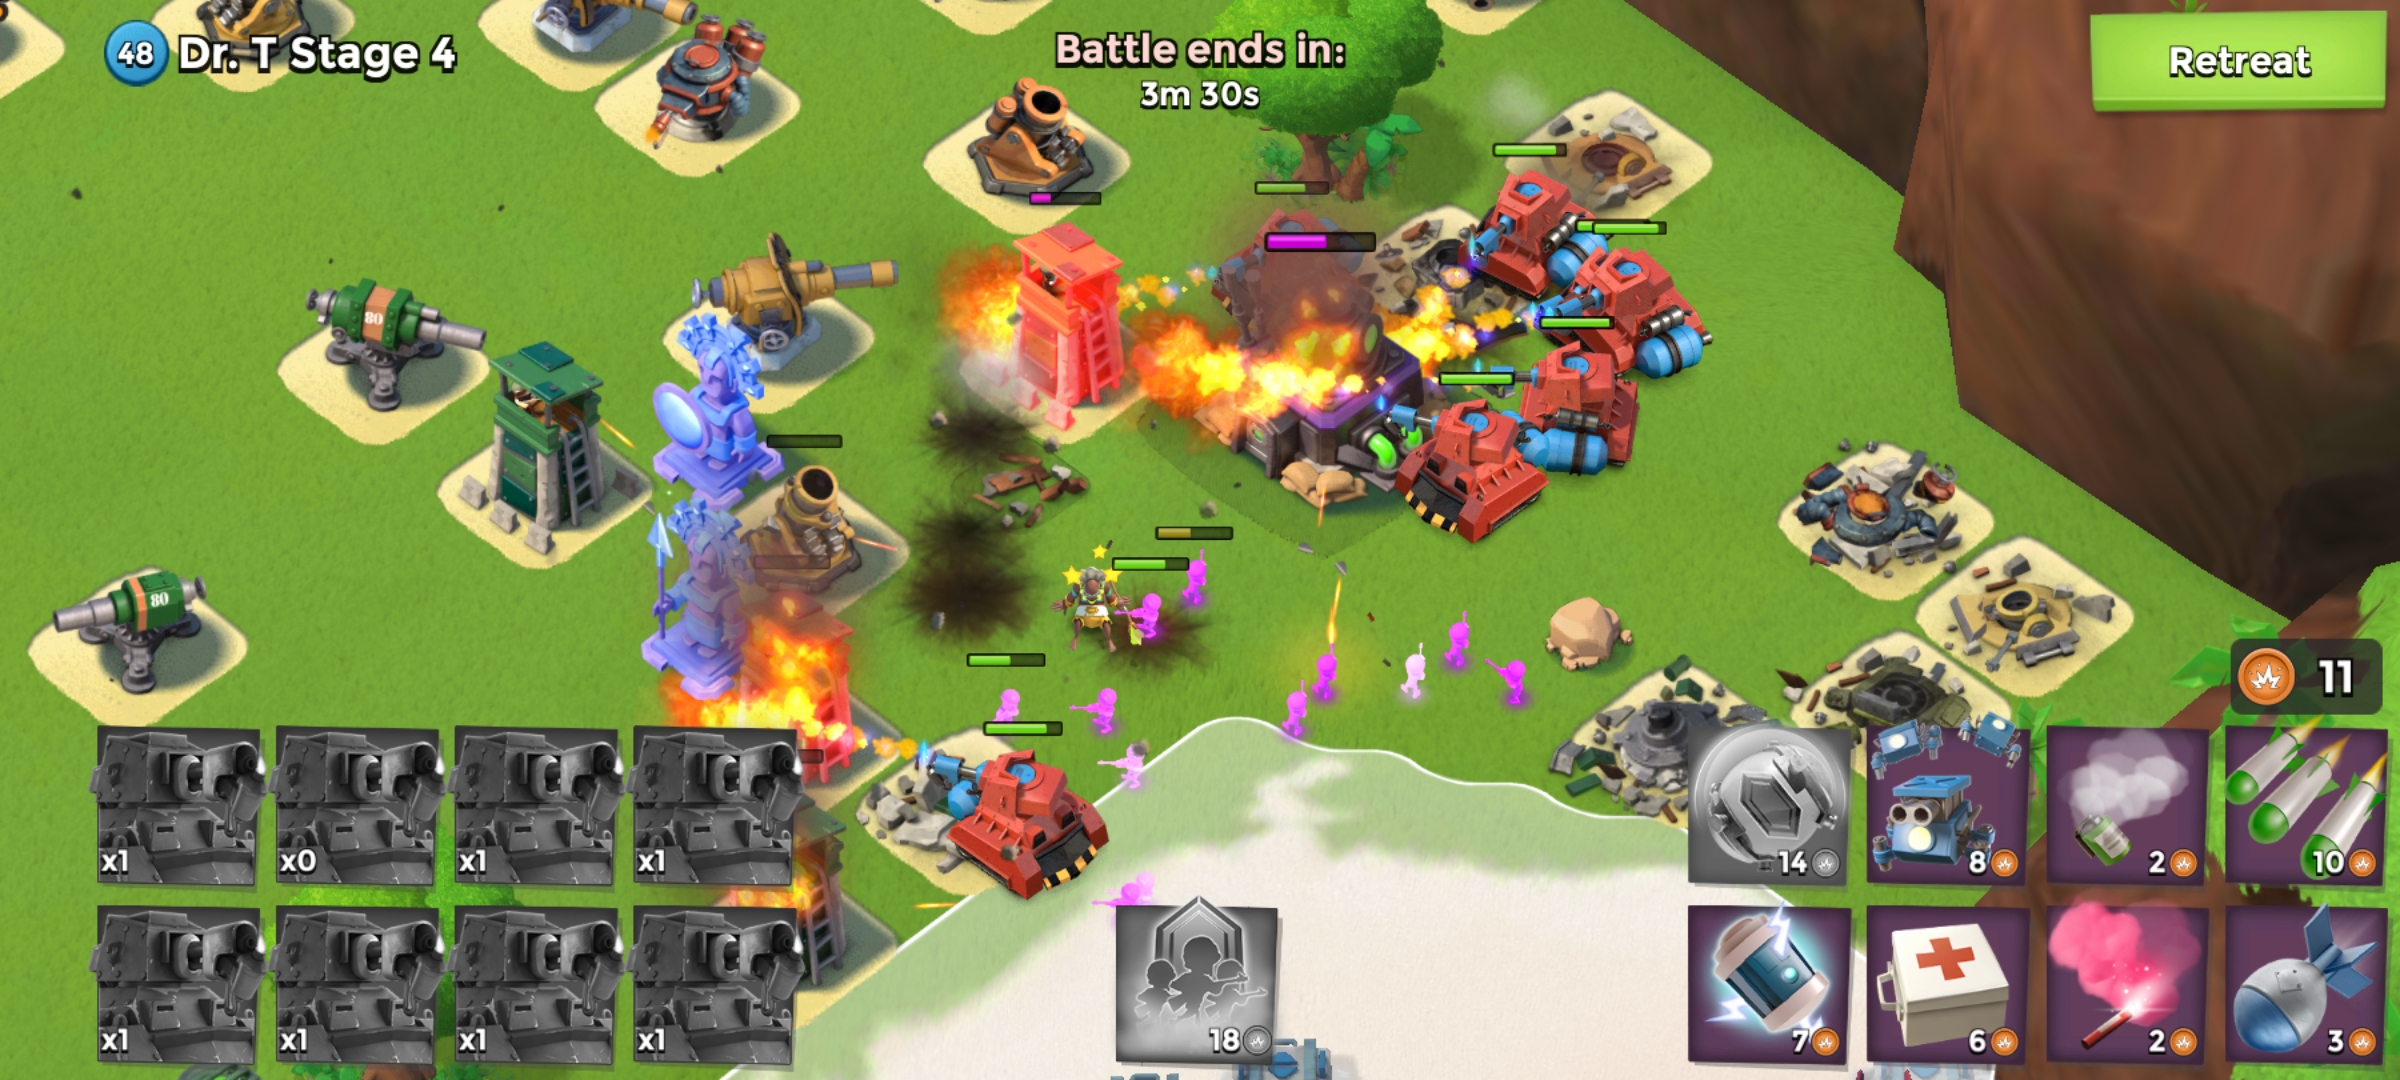 48 Dr. T Stage 4
Battle ends in:
3m 30s
Retreat
80
80
11
x1
x0
x1
x1
14
8
2
10
x1
x1
x1
x1
18
7
6
2
3